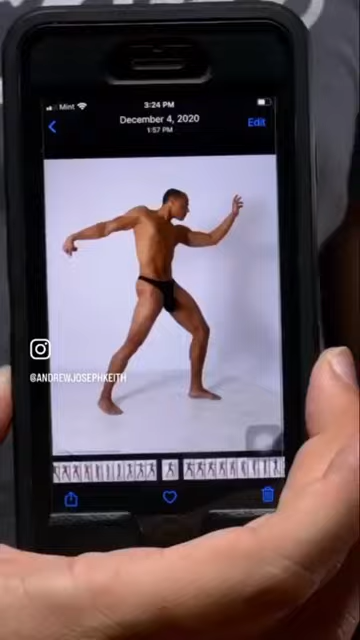 Mint
3:24 PM
December 4, 2020
1:57 PM
Edit
@ANDREWJOSEPHKEITH